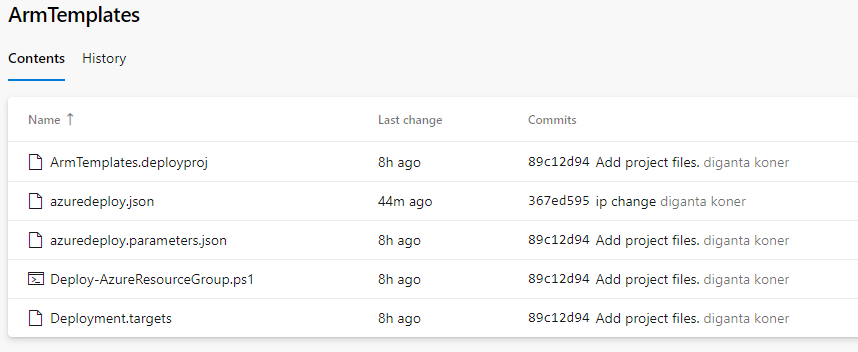 ArmTemplates
Contents History
Name ↑ Last change Commits
ArmTemplates.deployproj 8h ago 89c12d94 Add project files. diganta koner
azuredeploy.json 44m ago 367ed595 ip change diganta koner
azuredeploy.parameters.json 8h ago 89c12d94 Add project files. diganta koner
Deploy-AzureResourceGroup.ps1 8h ago 89c12d94 Add project files. diganta koner
Deployment.targets 8h ago 89c12d94 Add project files. diganta koner